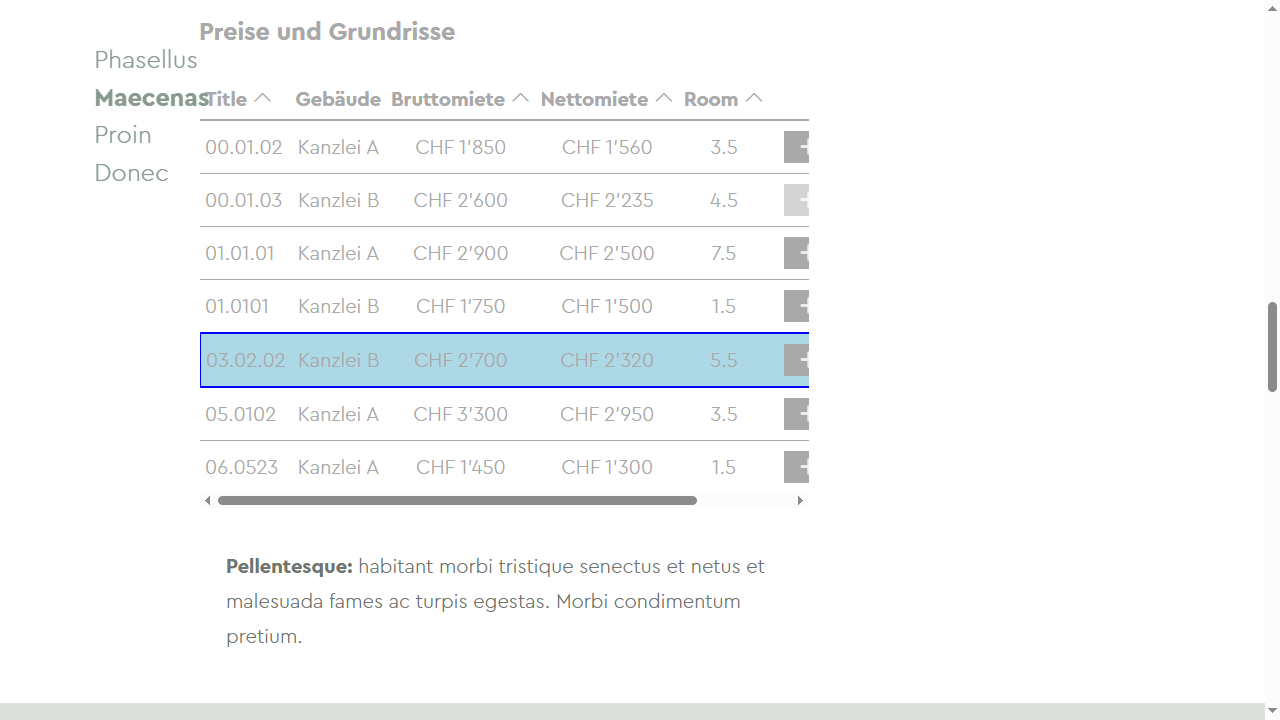 Preise und Grundrisse
Phasellus
Maecenas
Proin
Donec
Title Gebäude Bruttomiete Nettomiete Room
00.01.02 Kanzlei A CHF 1'850 CHF 1'560 3.5
00.01.03 Kanzlei B CHF 2'600 CHF 2'235 4.5
01.01.01 Kanzlei A CHF 2'900 CHF 2'500 7.5
01.0101 Kanzlei B CHF 1'750 CHF 1'500 1.5
03.02.02 Kanzlei B CHF 2'700 CHF 2'320 5.5
05.0102 Kanzlei A CHF 3'300 CHF 2'950 3.5
06.0523 Kanzlei A CHF 1'450 CHF 1'300 1.5
Pellentesque: habitant morbi tristique senectus et netus et
malesuada fames ac turpis egestas. Morbi condimentum
pretium.